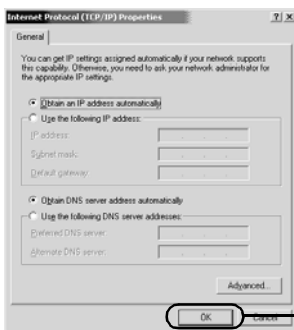 Internet Protocol (TCP/IP) Properties
General
You can get IP settings assigned automatically if your network supports
this capability. Otherwise, you need to ask your network administrator for
the appropriate IP settings.
Obtain an IP address automatically
Use the following IP address:
IP address:
Subnet mask:
Default gateway:
Obtain DNS server address automatically
Use the following DNS server addresses:
Preferred DNS server:
Alternate DNS server:
Advanced...
OK
Cancel